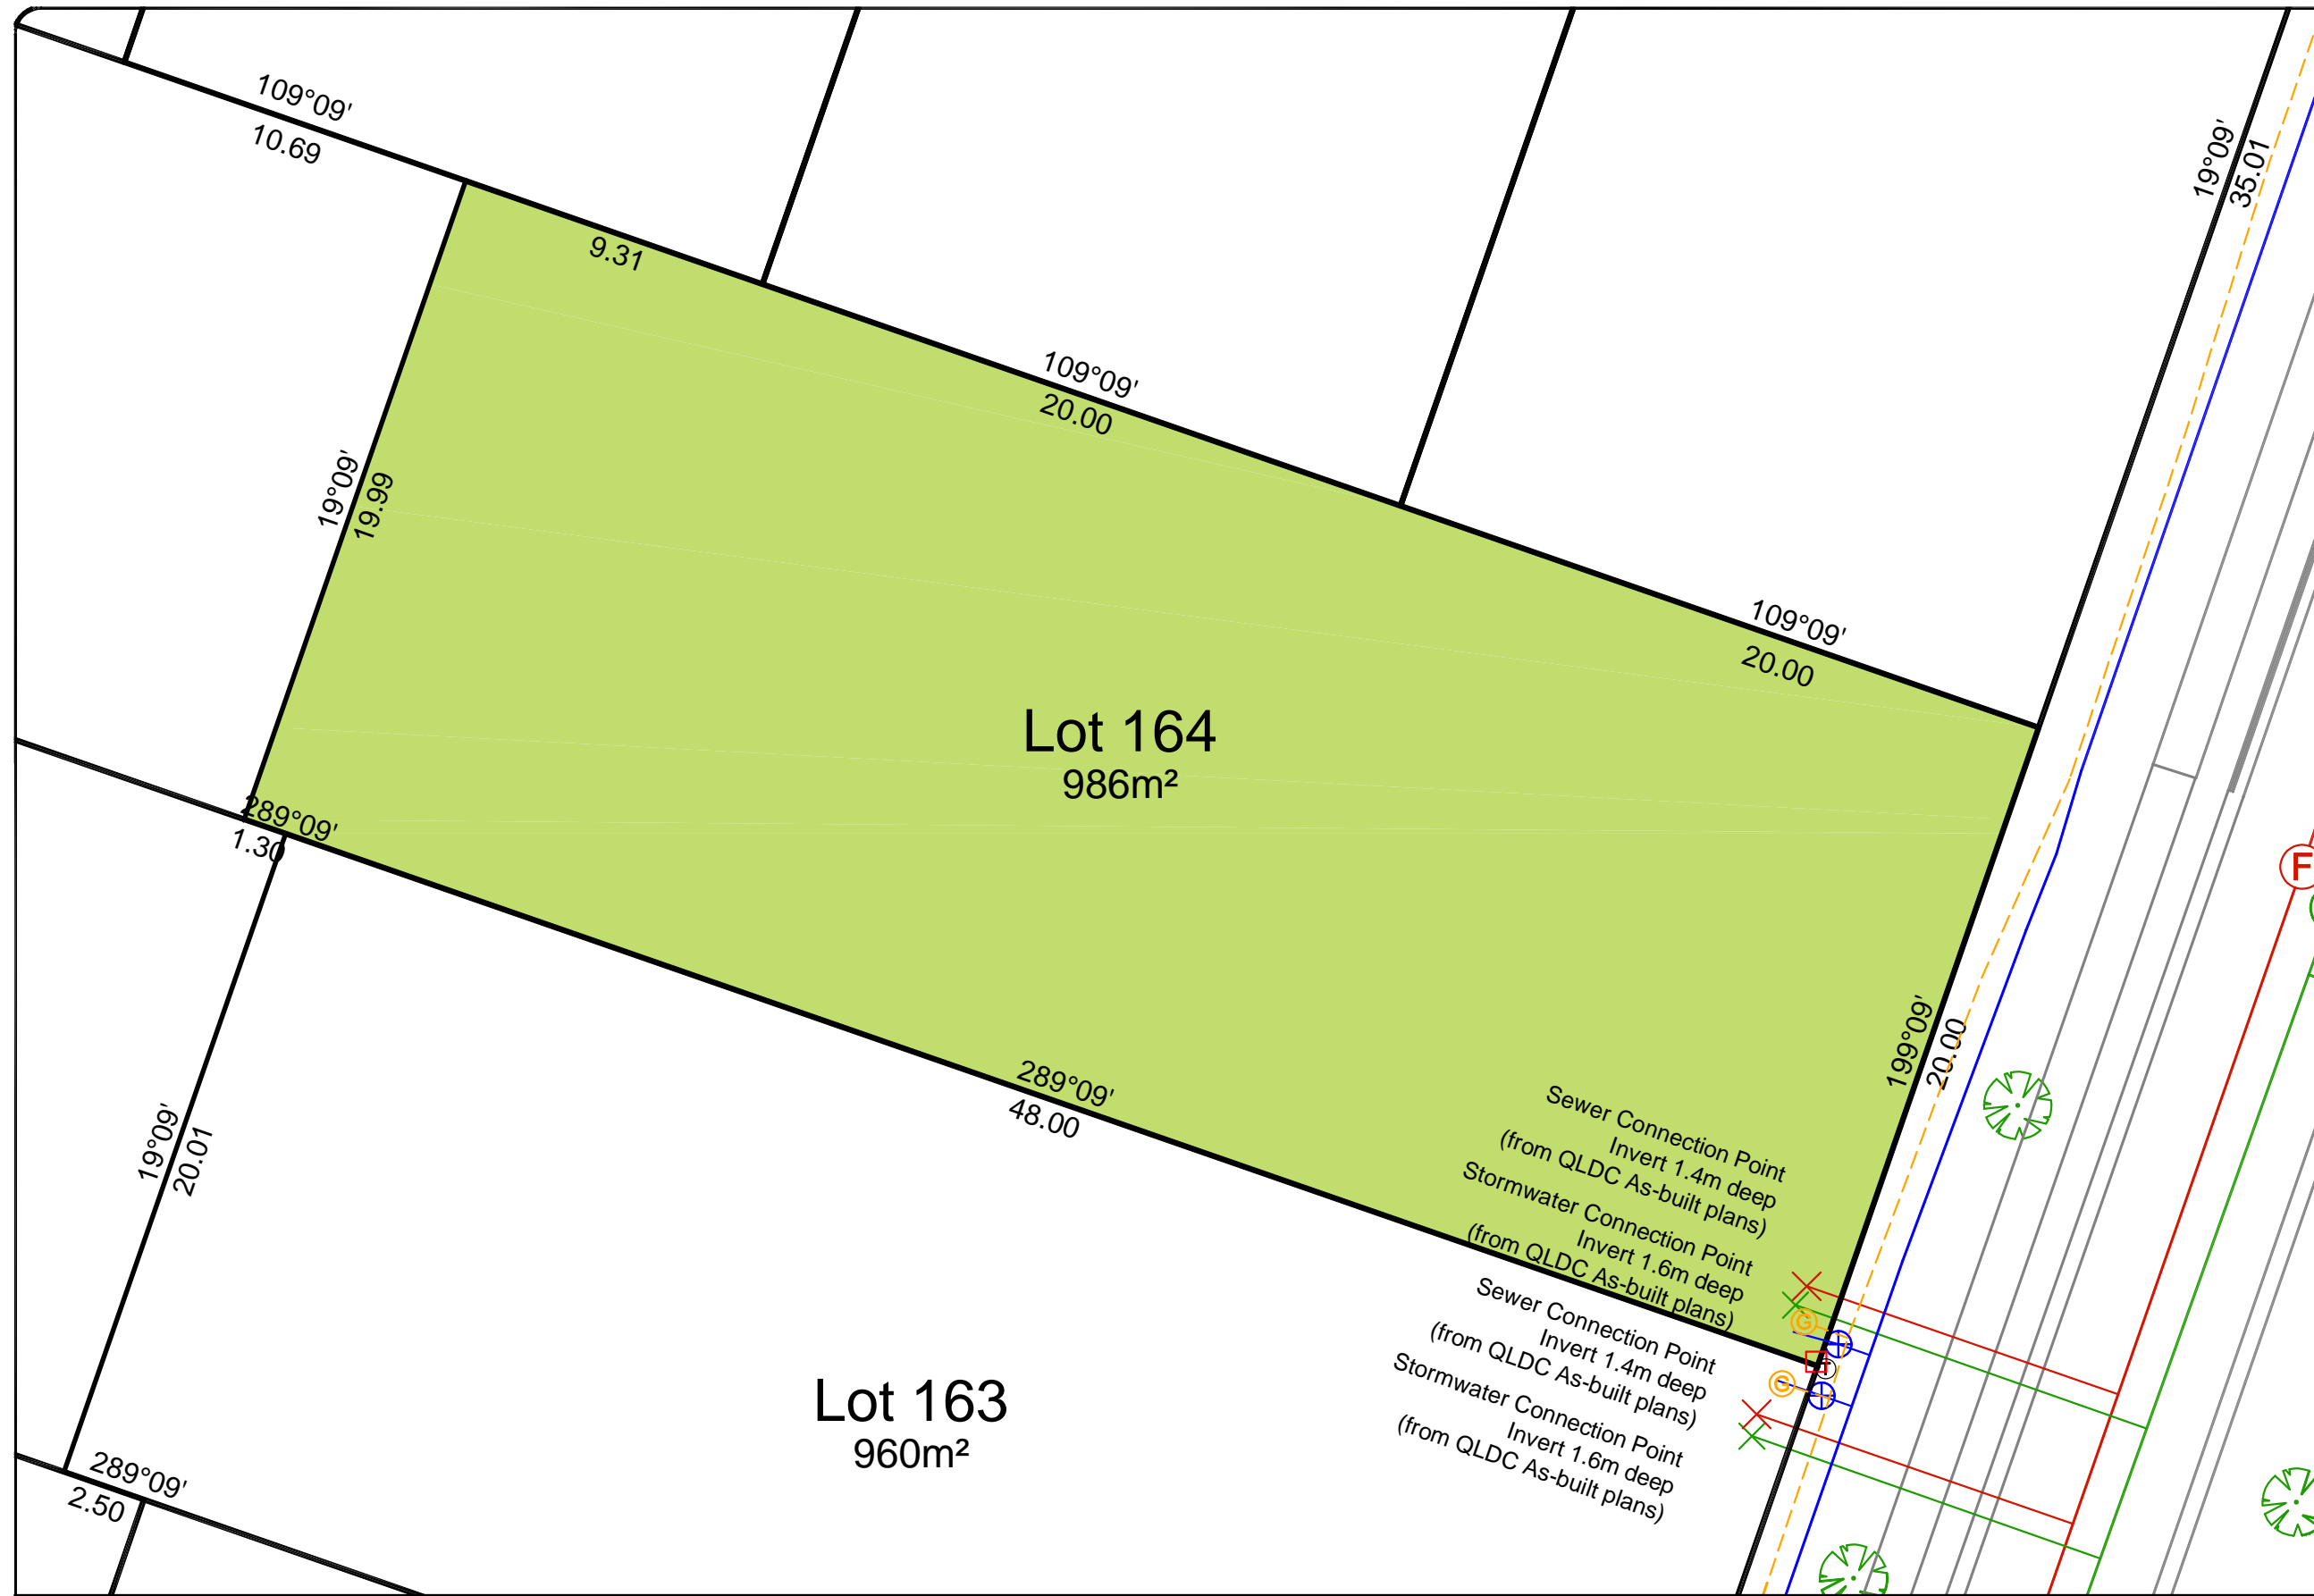 109°09'
10.69
9.31
109°09'
20.00
19°09'
35.01
109°09'
20.00
19°09'
19.99
Lot 164
986m²
289°09'
1.30
F
199°09'
20.00
289°09'
48.00
19°09'
20.01
Sewer Connection Point
Invert 1.4m deep
(from QLDC As-built plans)
Stormwater Connection Point
Invert 1.6m deep
(from QLDC As-built plans)
G
T
G
Sewer Connection Point
Invert 1.4m deep
(from QLDC As-built plans)
Stormwater Connection Point
Invert 1.6m deep
(from QLDC As-built plans)
Lot 163
960m²
289°09'
2.50